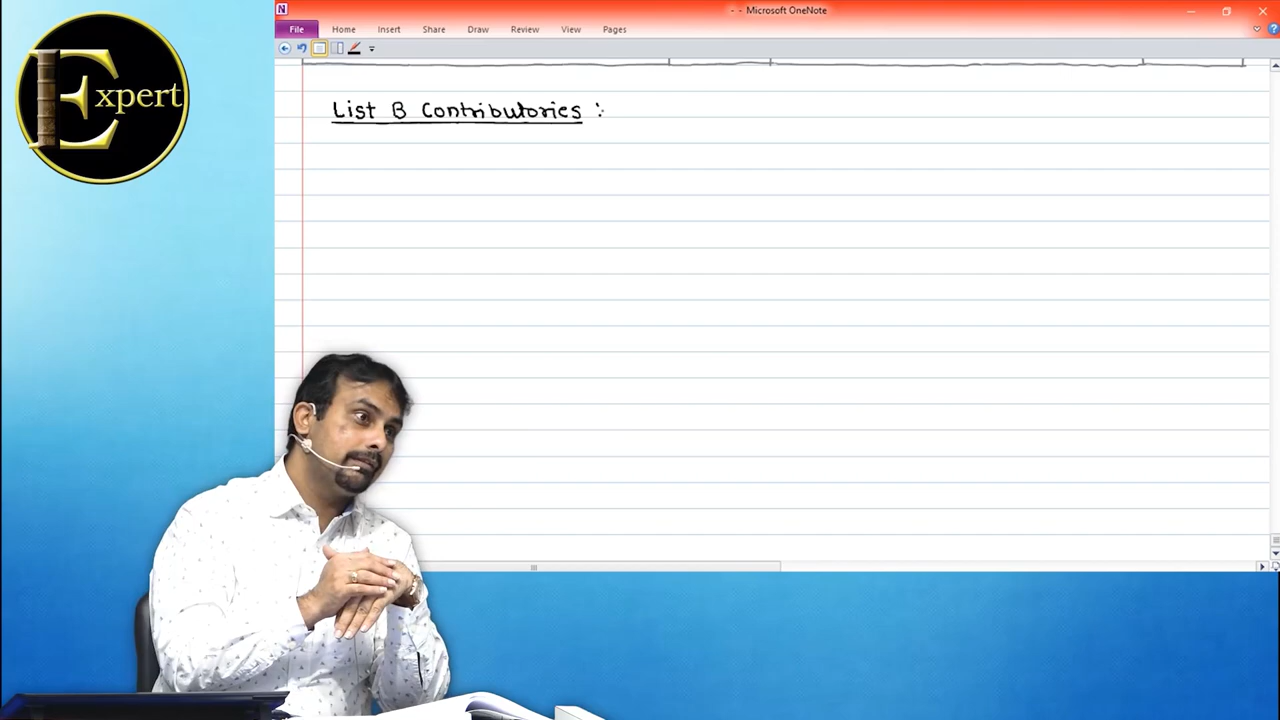 Expert
- - Microsoft OneNote
File Home Insert Share Draw Review View Pages
List B Contributories :